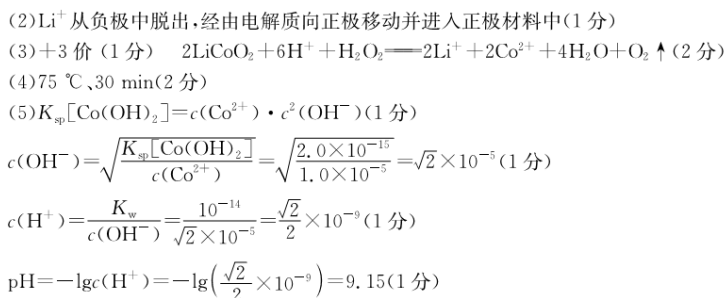 (2)Li⁺从负极中脱出,经由电解质向正极移动并进入正极材料中(1分)
(3)+3价(1分) 2LiCoO₂+6H⁺+H₂O₂══2Li⁺+2Co²⁺+4H₂O+O₂↑(2分)
(4)75 ℃、30 min(2分)
(5)Kₛₚ[Co(OH)₂]=c(Co²⁺)·c²(OH⁻)(1分)
c(OH⁻)=√(Kₛₚ[Co(OH)₂]/c(Co²⁺))=√(2.0×10⁻¹⁵/1.0×10⁻⁵)=√2×10⁻⁵(1分)
c(H⁺)=K_w/c(OH⁻)=10⁻¹⁴/(√2×10⁻⁵)=√2/2×10⁻⁹(1分)
pH=-lgc(H⁺)=-lg(√2/2×10⁻⁹)=9.15(1分)